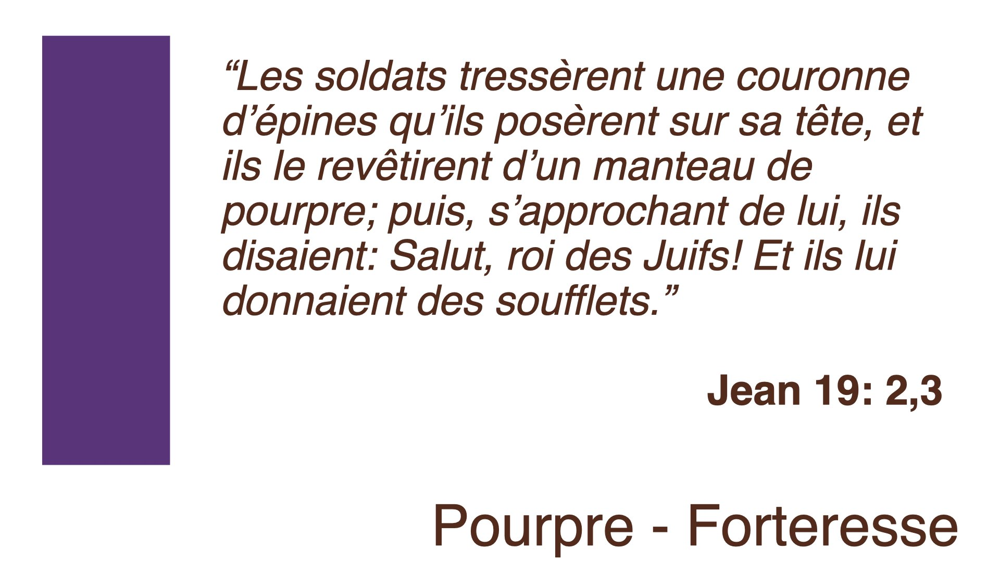 “Les soldats tressèrent une couronne
d’épines qu’ils posèrent sur sa tête, et
ils le revêtirent d’un manteau de
pourpre; puis, s’approchant de lui, ils
disaient: Salut, roi des Juifs! Et ils lui
donnaient des soufflets.”
Jean 19: 2,3
Pourpre - Forteresse